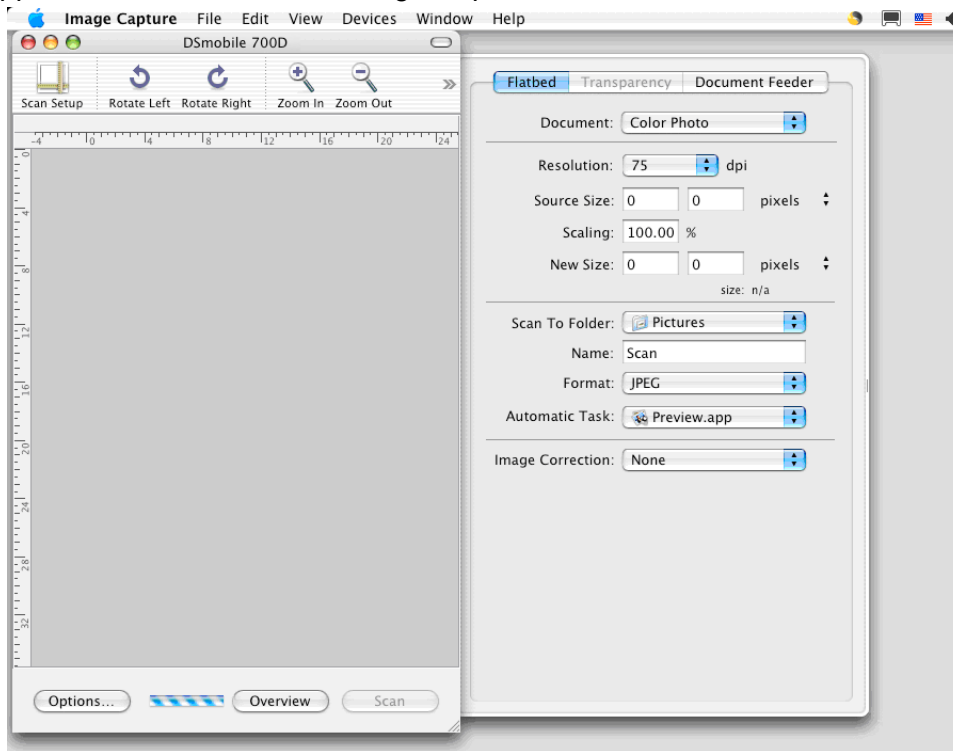 Image Capture File Edit View Devices Window Help
DSmobile 700D
Scan Setup Rotate Left Rotate Right Zoom In Zoom Out »
-4 0 4 8 12 16 20 24
0
4
8
12
16
20
24
28
32
Options... Overview Scan
Flatbed Transparency Document Feeder
Document: Color Photo
Resolution: 75 dpi
Source Size: 0 0 pixels
Scaling: 100.00 %
New Size: 0 0 pixels
size: n/a
Scan To Folder: Pictures
Name: Scan
Format: JPEG
Automatic Task: Preview.app
Image Correction: None